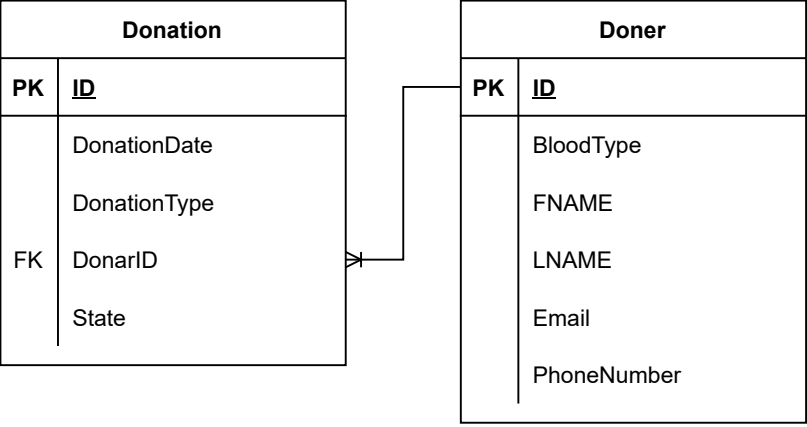 Donation
PK ID
DonationDate
DonationType
FK DonarID
State
Doner
PK ID
BloodType
FNAME
LNAME
Email
PhoneNumber